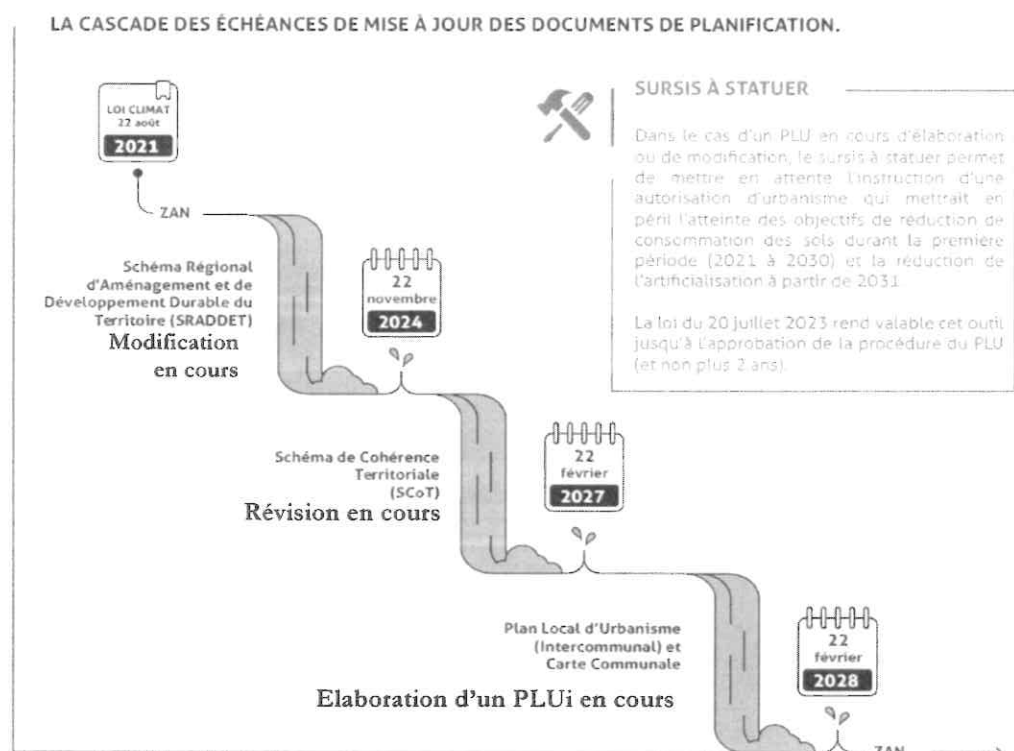 LA CASCADE DES ÉCHÉANCES DE MISE À JOUR DES DOCUMENTS DE PLANIFICATION.
LOI CLIMAT
22 août
2021
ZAN
SURSIS À STATUER
Dans le cas d'un PLU en cours d'élaboration
ou de modification, le sursis à statuer permet
de mettre en attente l'instruction d'une
autorisation d'urbanisme qui mettrait en
péril l'atteinte des objectifs de réduction de
consommation des sols durant la première
période (2021 à 2030) et la réduction de
l'artificialisation à partir de 2031
La loi du 20 juillet 2023 rend valable cet outil
jusqu'à l'approbation de la procédure du PLU
(et non plus 2 ans).
Schéma Régional
d'Aménagement et de
Développement Durable du
Territoire (SRADDET)
Modification
en cours
22
novembre
2024
Schéma de Cohérence
Territoriale
(SCoT)
Révision en cours
22
février
2027
Plan Local d'Urbanisme
(Intercommunal) et
Carte Communale
Elaboration d'un PLUi en cours
22
février
2028
ZAN